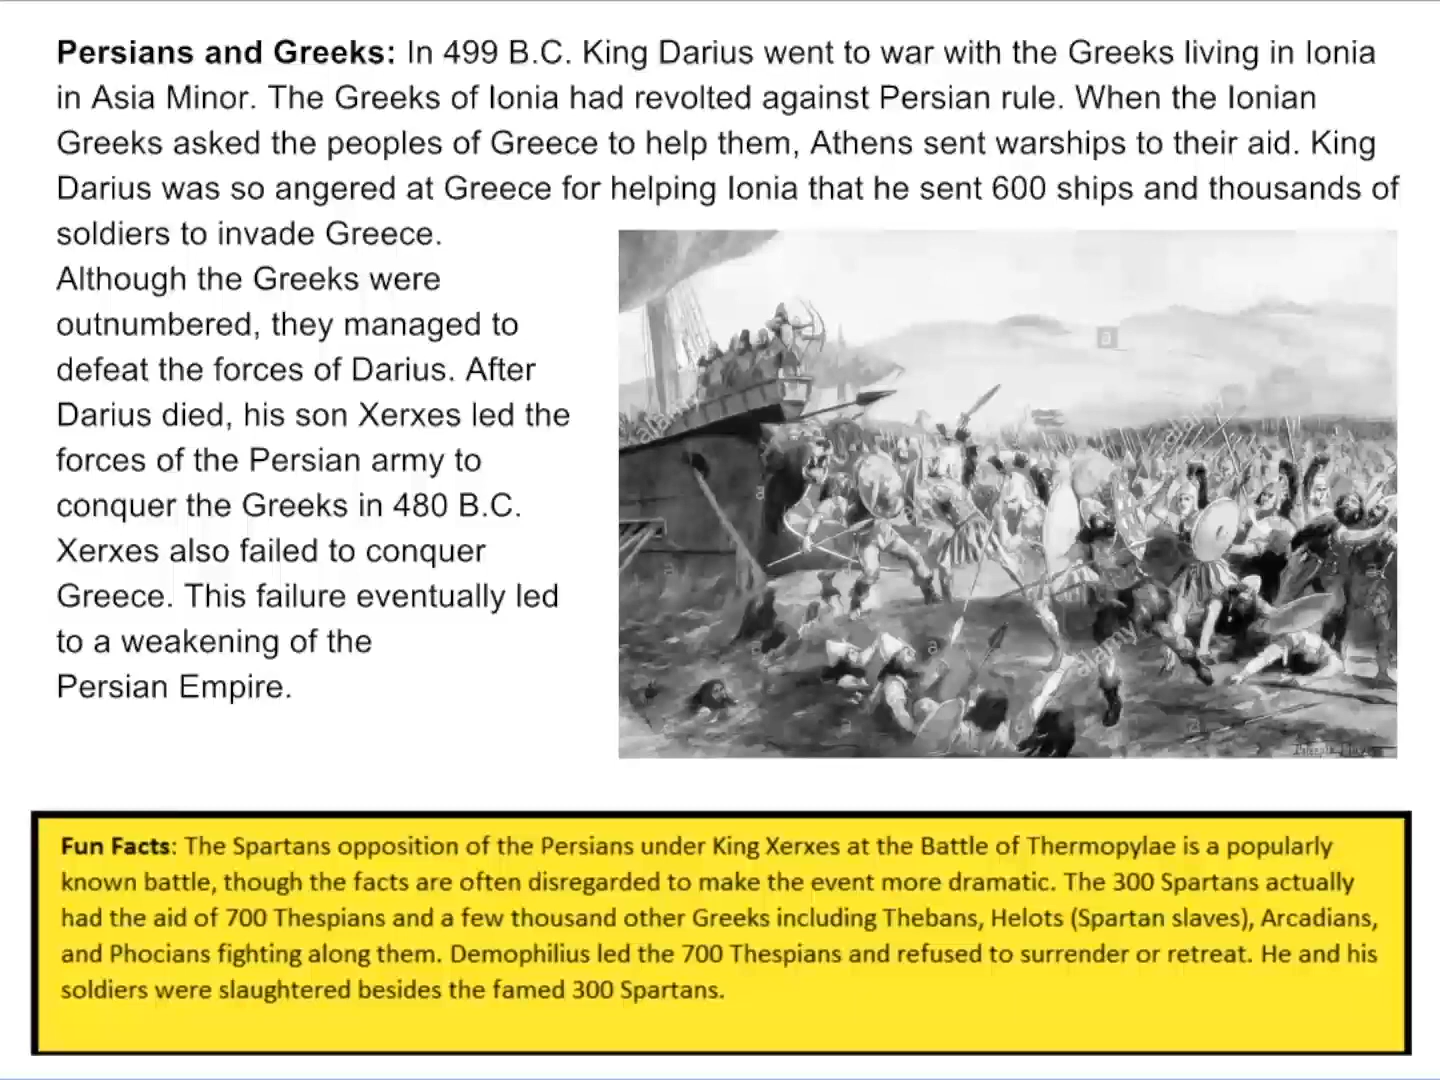 Persians and Greeks: In 499 B.C. King Darius went to war with the Greeks living in Ionia
in Asia Minor. The Greeks of Ionia had revolted against Persian rule. When the Ionian
Greeks asked the peoples of Greece to help them, Athens sent warships to their aid. King
Darius was so angered at Greece for helping Ionia that he sent 600 ships and thousands of
soldiers to invade Greece.
Although the Greeks were
outnumbered, they managed to
defeat the forces of Darius. After
Darius died, his son Xerxes led the
forces of the Persian army to
conquer the Greeks in 480 B.C.
Xerxes also failed to conquer
Greece. This failure eventually led
to a weakening of the
Persian Empire.
a
alamy
alamy
a
a
alamy
a
Fun Facts: The Spartans opposition of the Persians under King Xerxes at the Battle of Thermopylae is a popularly
known battle, though the facts are often disregarded to make the event more dramatic. The 300 Spartans actually
had the aid of 700 Thespians and a few thousand other Greeks including Thebans, Helots (Spartan slaves), Arcadians,
and Phocians fighting along them. Demophilius led the 700 Thespians and refused to surrender or retreat. He and his
soldiers were slaughtered besides the famed 300 Spartans.